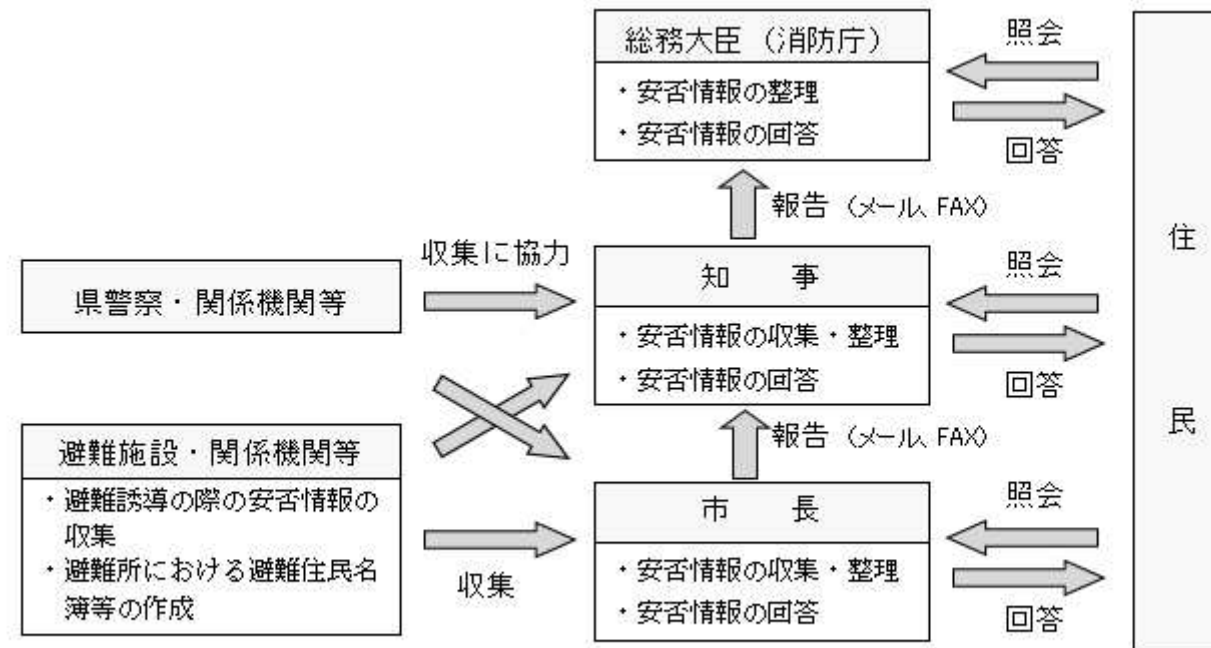 総務大臣（消防庁）
・安否情報の整理
・安否情報の回答
照会
回答
報告（メール、FAX）
収集に協力
県警察・関係機関等
知　事
・安否情報の収集・整理
・安否情報の回答
照会
回答
住民
報告（メール、FAX）
避難施設・関係機関等
・避難誘導の際の安否情報の
収集
・避難所における避難住民名
簿等の作成
収集
市　長
・安否情報の収集・整理
・安否情報の回答
照会
回答